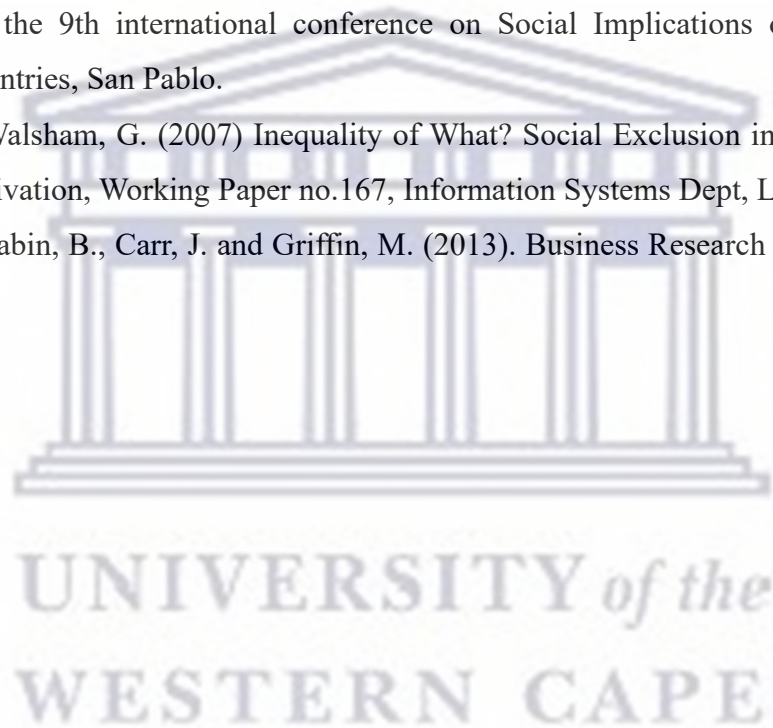 the 9th international conference on Social Implications
ntries, San Pablo.
Valsham, G. (2007) Inequality of What? Social Exclusion in
ivation, Working Paper no.167, Information Systems Dept, L
abin, B., Carr, J. and Griffin, M. (2013). Business Research
UNIVERSITY of the
WESTERN CAPE